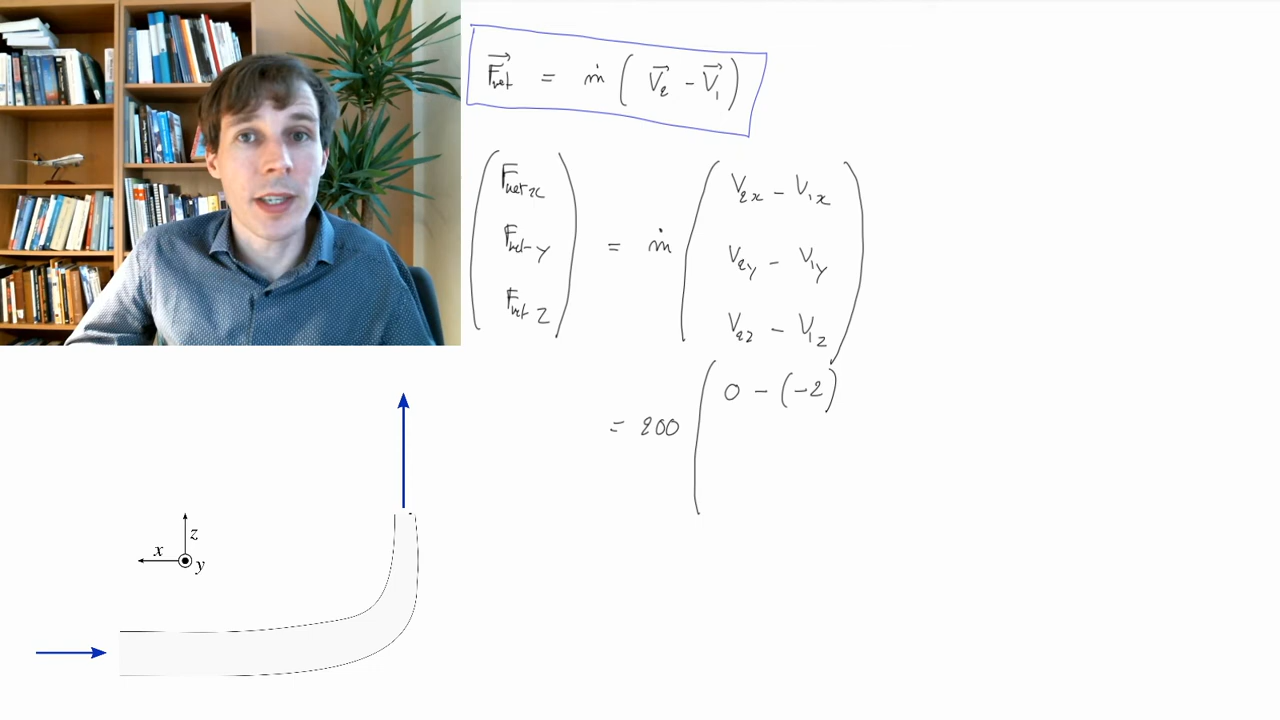 F⃗net = ṁ ( V⃗2 - V⃗1 )
Fnet x = ṁ V2x - V1x
Fnet y V2y - V1y
Fnet z V2z - V1z
= 200 ( 0 - (-2)
z
x
y